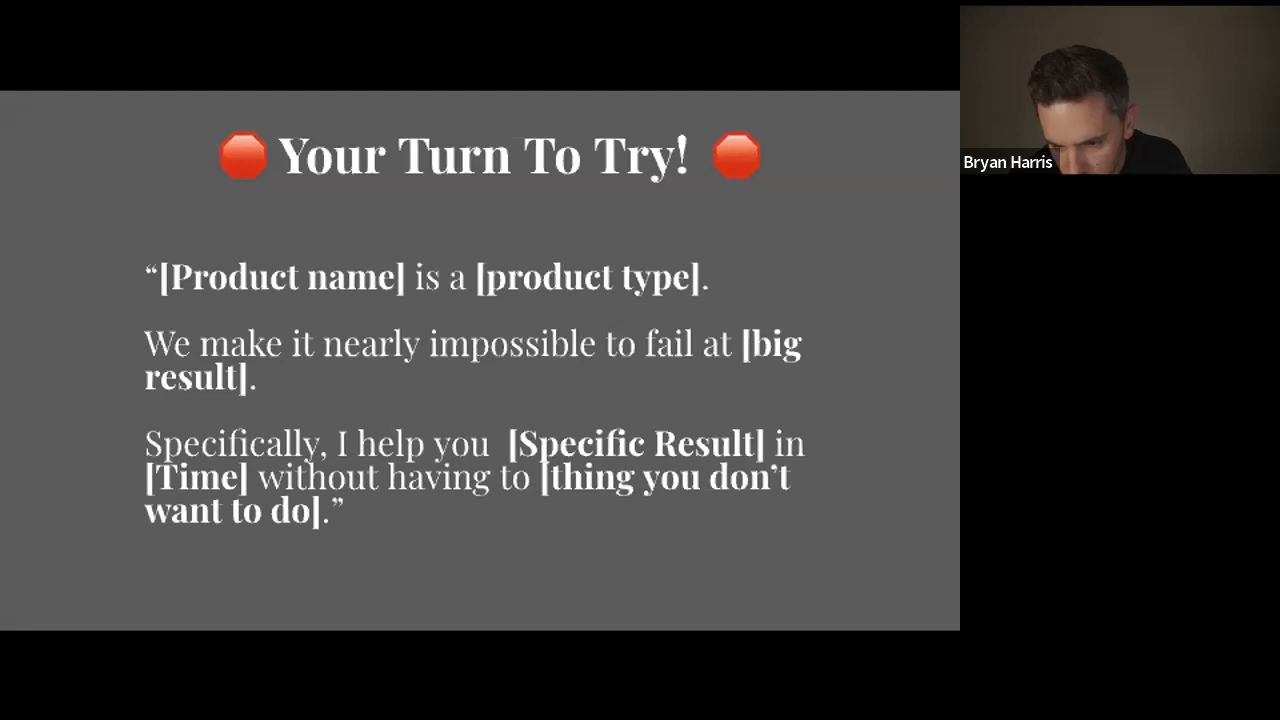 Your Turn To Try!
“[Product name] is a [product type].
We make it nearly impossible to fail at [big
result].
Specifically, I help you [Specific Result] in
[Time] without having to [thing you don’t
want to do].”
Bryan Harris